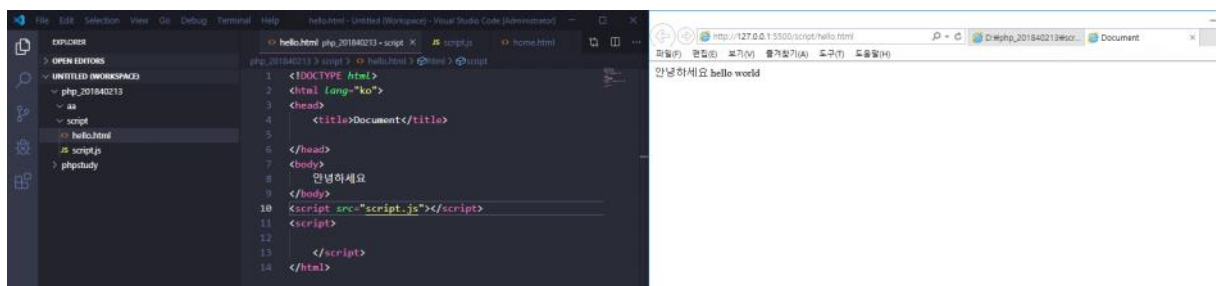 File Edit Selection View Go Debug Terminal Help
hello.html - Untitled (Workspace) - Visual Studio Code [Administrator]
EXPLORER
OPEN EDITORS
UNTITLED (WORKSPACE)
php_201840213
aa
script
hello.html
JS script.js
phpstudy
hello.html php_201840213 • script × JS script.js home.html
php_201840213 > script > hello.html > html > script
1 <!DOCTYPE html>
2 <html lang="ko">
3 <head>
4 <title>Document</title>
5
6 </head>
7 <body>
8 안녕하세요
9 </body>
10 <script src="script.js"></script>
11 <script>
12
13 </script>
14 </html>
http://127.0.0.1:5500/script/hello.html
Document ×
파일(F) 편집(E) 보기(V) 즐겨찾기(A) 도구(T) 도움말(H)
안녕하세요 hello world